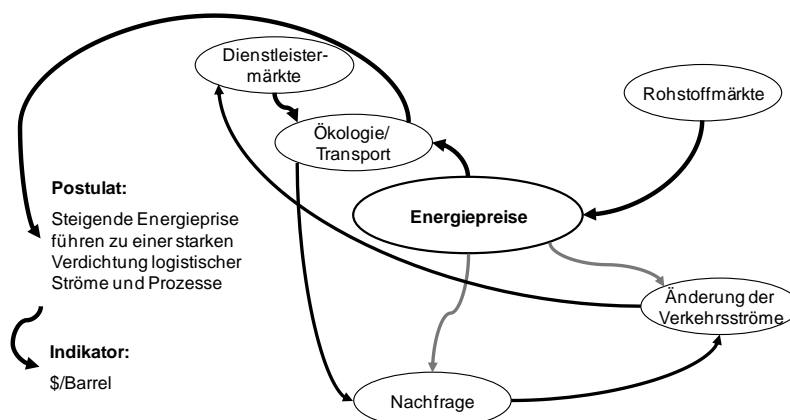 Dienstleister-
märkte
Rohstoffmärkte
Ökologie/
Transport
Energiepreise
Postulat:
Steigende Energieprise
führen zu einer starken
Verdichtung logistischer
Ströme und Prozesse
Änderung der
Verkehrsströme
Indikator:
$/Barrel
Nachfrage